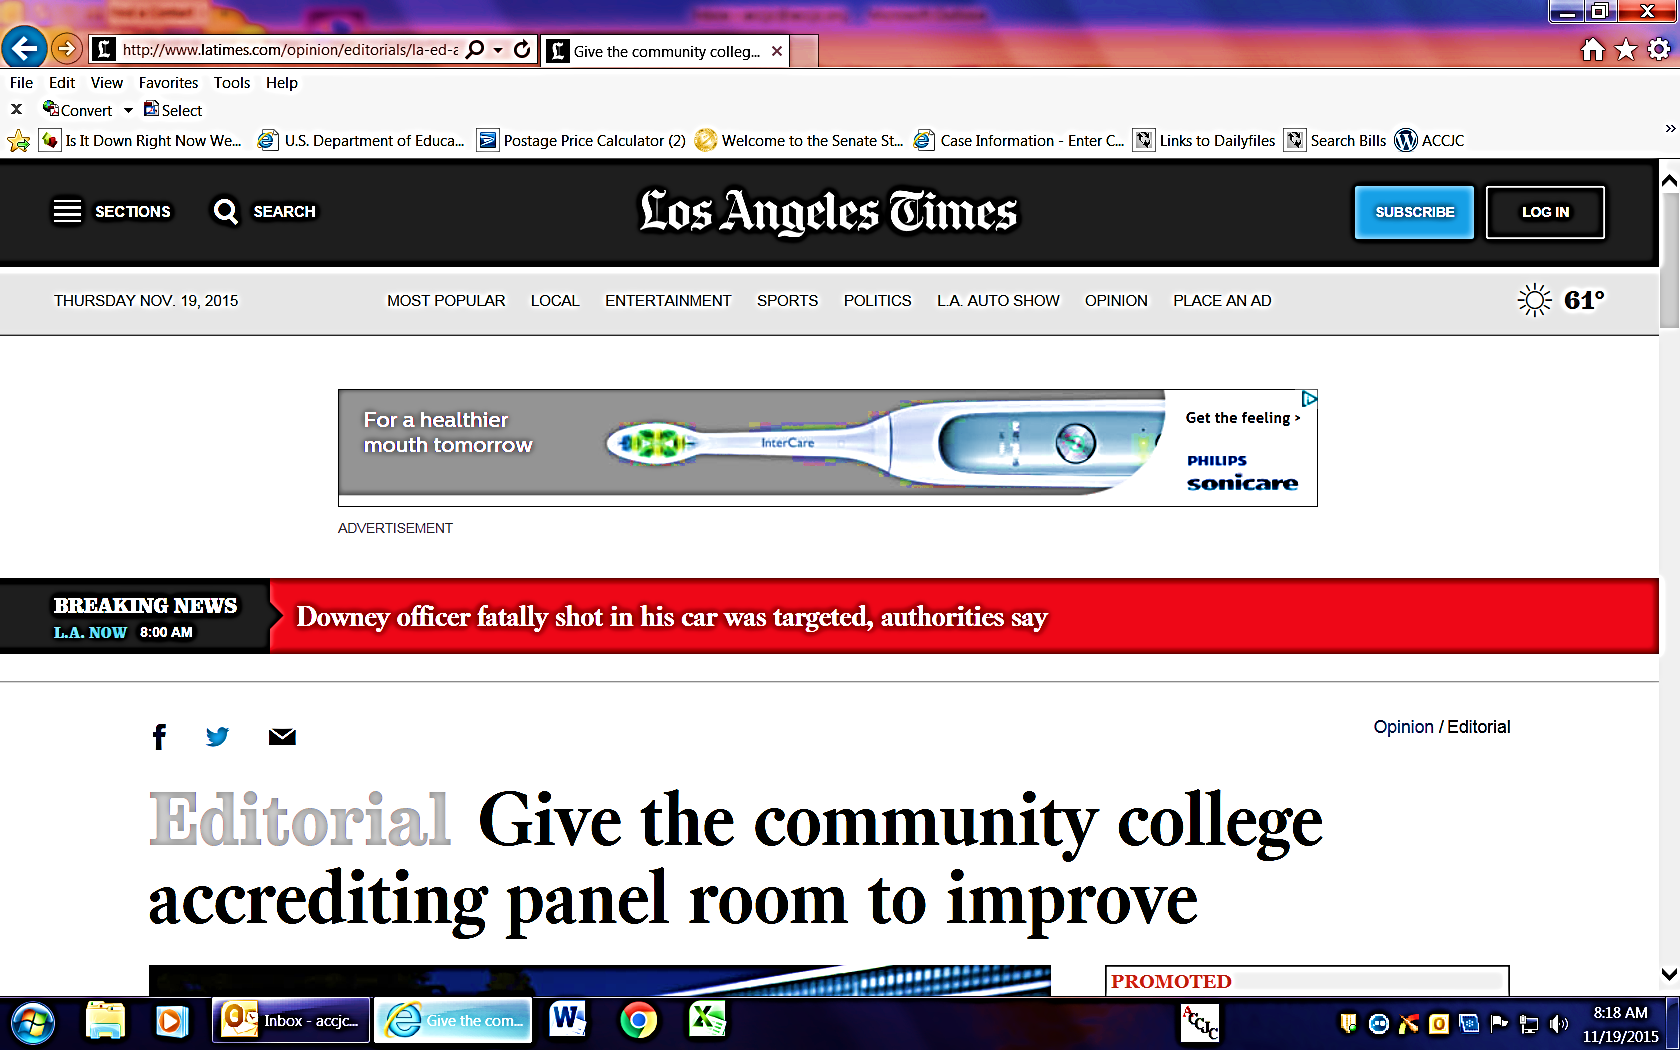 http://www.latimes.com/opinion/editorials/la-ed-a
Give the community colleg...
File Edit View Favorites Tools Help
x Convert Select
Is It Down Right Now We... U.S. Department of Educa... Postage Price Calculator (2) Welcome to the Senate St... Case Information - Enter C... Links to Dailyfiles Search Bills ACCJC
SECTIONS SEARCH Los Angeles Times SUBSCRIBE LOG IN
THURSDAY NOV. 19, 2015 MOST POPULAR LOCAL ENTERTAINMENT SPORTS POLITICS L.A. AUTO SHOW OPINION PLACE AN AD 61°
For a healthier
mouth tomorrow
InterCare
Get the feeling >
PHILIPS
sonicare
ADVERTISEMENT
BREAKING NEWS
L.A. NOW 8:00 AM
Downey officer fatally shot in his car was targeted, authorities say
Opinion / Editorial
Editorial Give the community college
accrediting panel room to improve
PROMOTED
Inbox - accjc...
Give the com...
ACCJC
8:18 AM
11/19/2015